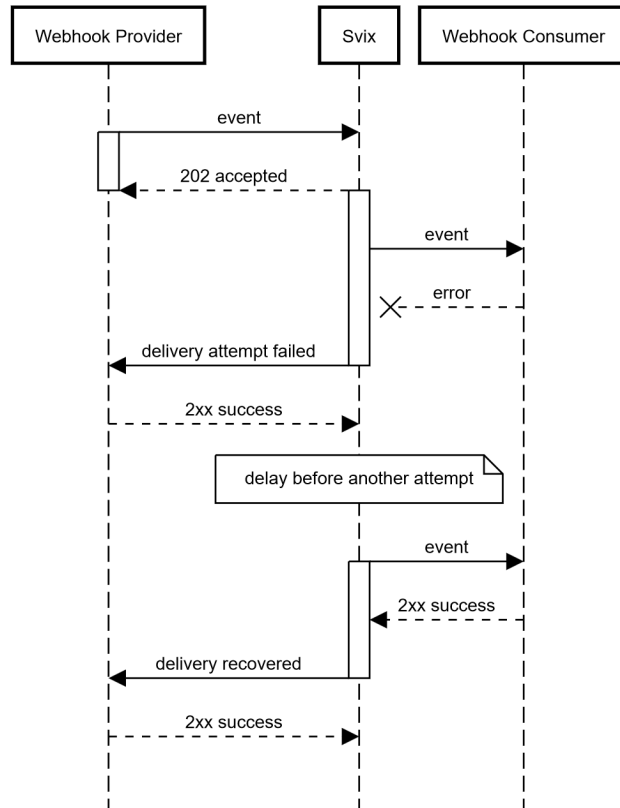 Webhook Provider
Svix
Webhook Consumer
event
202 accepted
event
error
delivery attempt failed
2xx success
delay before another attempt
event
2xx success
delivery recovered
2xx success